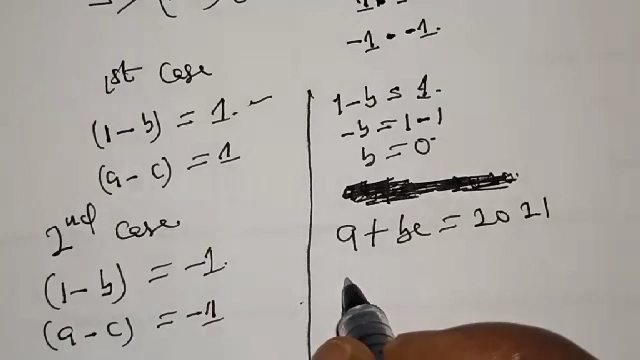 1st case
(1-b) = 1.
(a-c) = 1
2nd case
(1-b) = -1.
(a-c) = -1
-1 · -1.
1-b = 1.
-b = 1-1
b = 0
a + bc = 2021